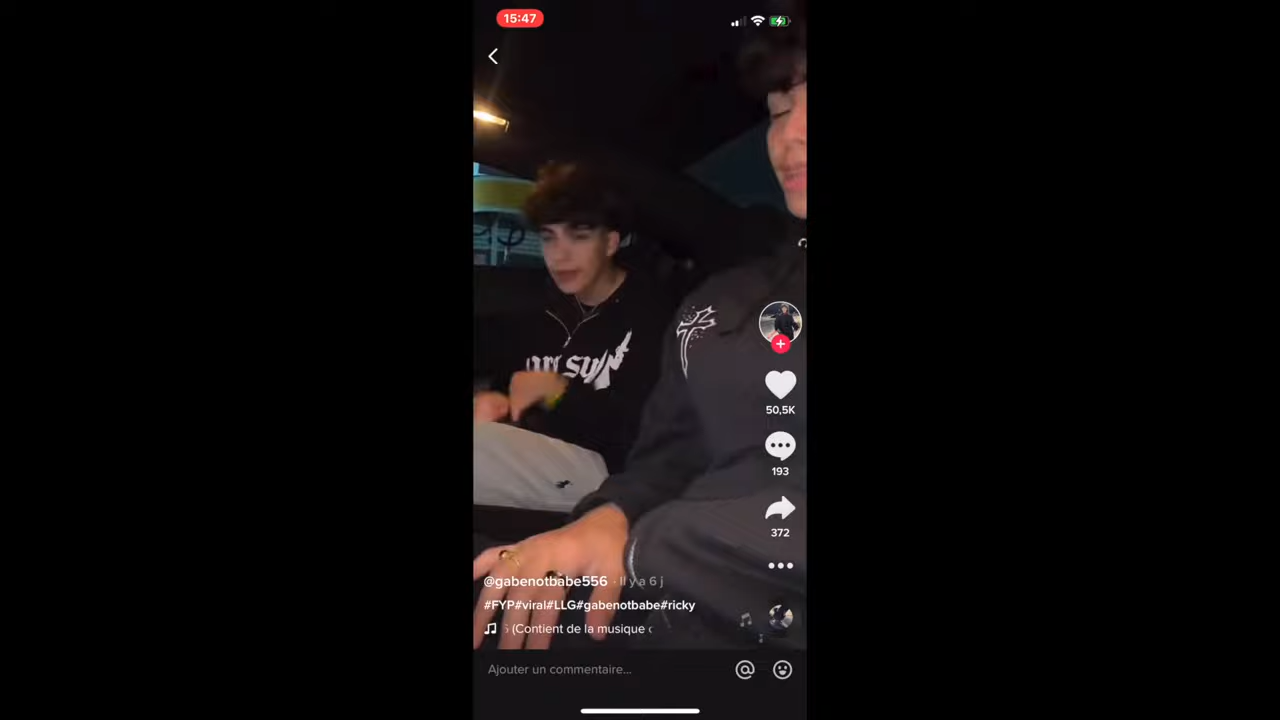 15:47
50,5K
193
372
@gabenotbabe556 · Il y a 6 j
#FYP#viral#LLG#gabenotbabe#ricky
(Contient de la musique
Ajouter un commentaire...